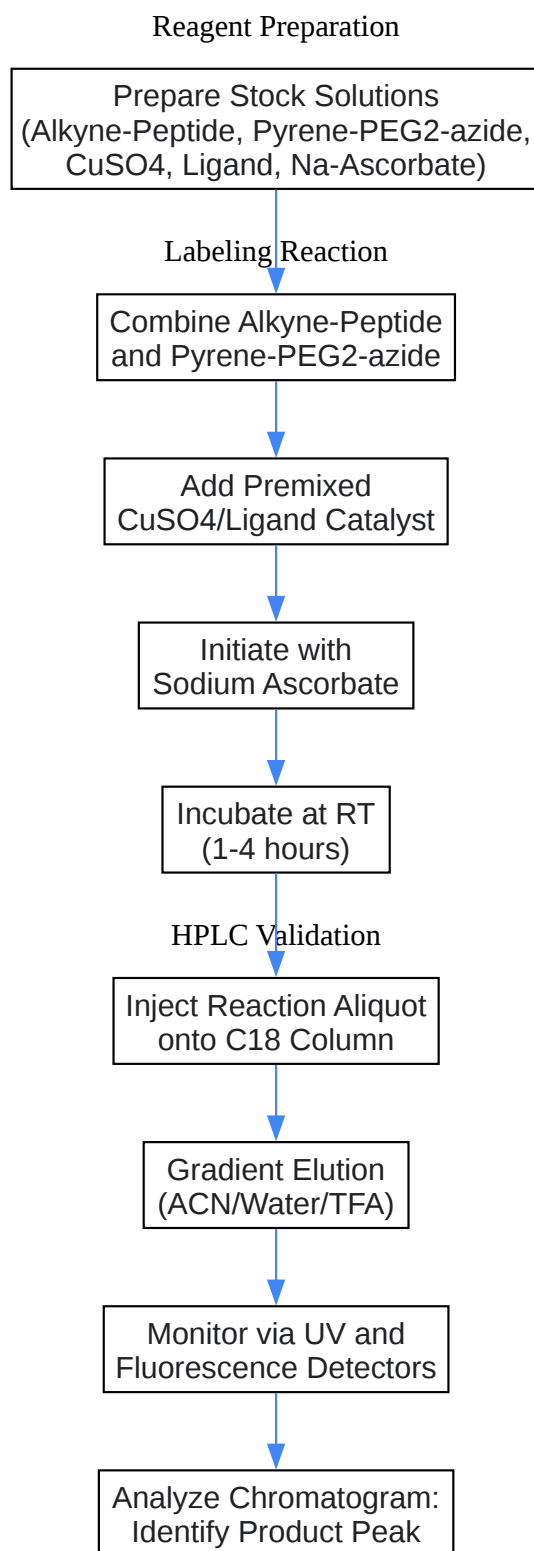 Reagent Preparation
Prepare Stock Solutions
(Alkyne-Peptide, Pyrene-PEG2-azide,
CuSO4, Ligand, Na-Ascorbate)
Labeling Reaction
Combine Alkyne-Peptide
and Pyrene-PEG2-azide
Add Premixed
CuSO4/Ligand Catalyst
Initiate with
Sodium Ascorbate
Incubate at RT
(1-4 hours)
HPLC Validation
Inject Reaction Aliquot
onto C18 Column
Gradient Elution
(ACN/Water/TFA)
Monitor via UV and
Fluorescence Detectors
Analyze Chromatogram:
Identify Product Peak